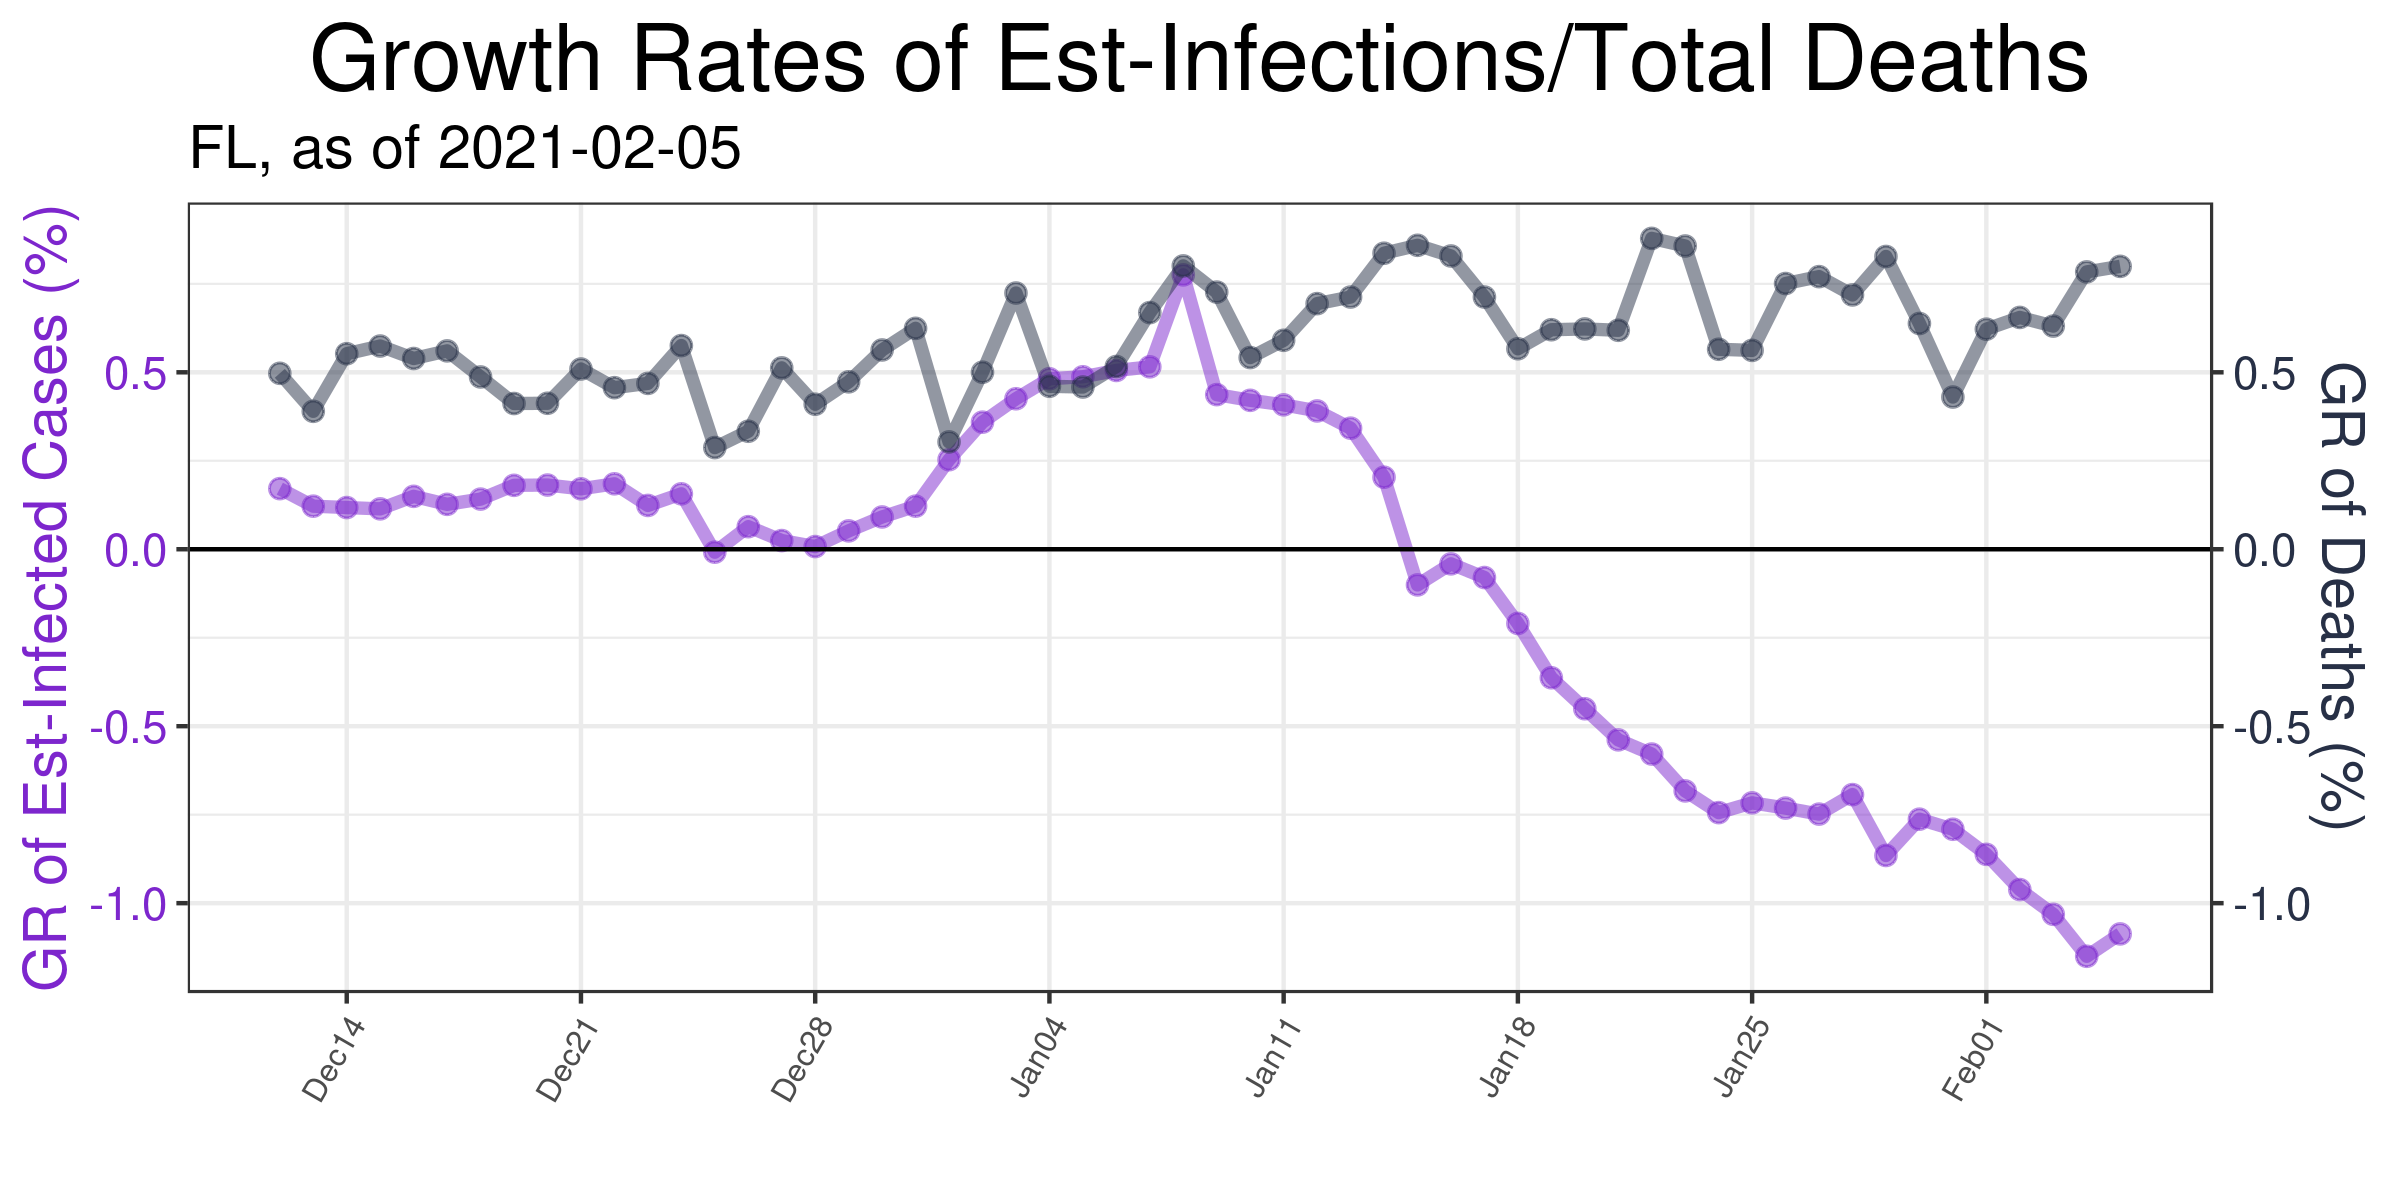 Growth Rates of Est-Infections/Total Deaths
FL, as of 2021-02-05
GR of Est-Infected Cases (%)
0.5
0.0
-0.5
-1.0
0.5
0.0
-0.5
-1.0
GR of Deaths (%)
Dec14
Dec21
Dec28
Jan04
Jan11
Jan18
Jan25
Feb01